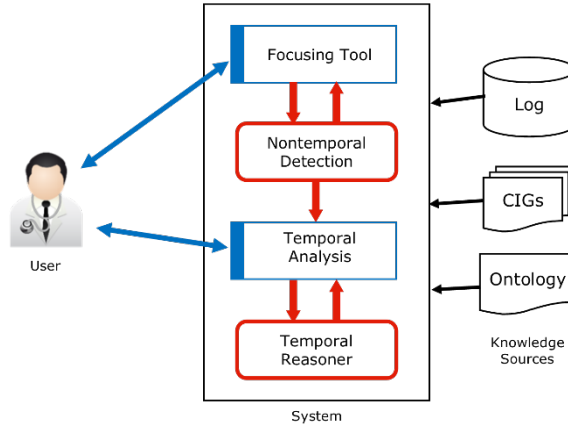 Focusing Tool
Nontemporal
Detection
Temporal
Analysis
Temporal
Reasoner
User
System
Log
CIGs
Ontology
Knowledge
Sources